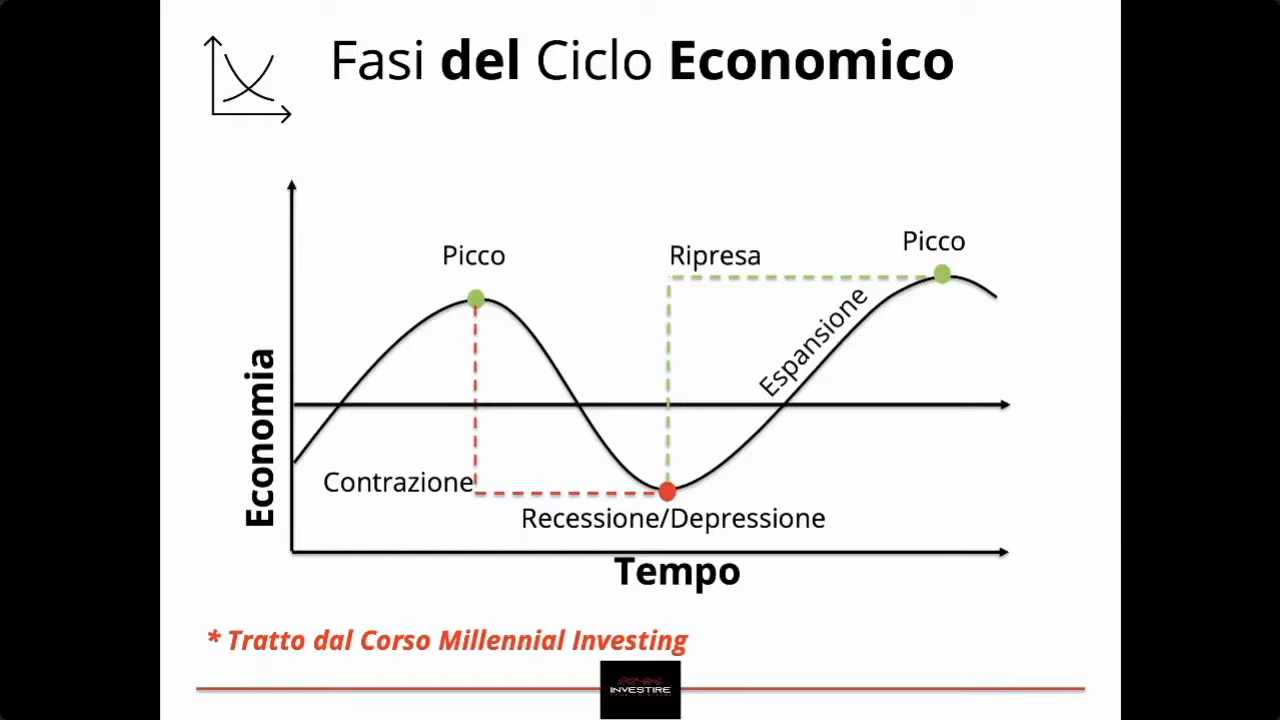 Fasi del Ciclo Economico
Picco
Ripresa
Picco
Espansione
Economia
Contrazione
Recessione/Depressione
Tempo
* Tratto dal Corso Millennial Investing
INVESTIRE